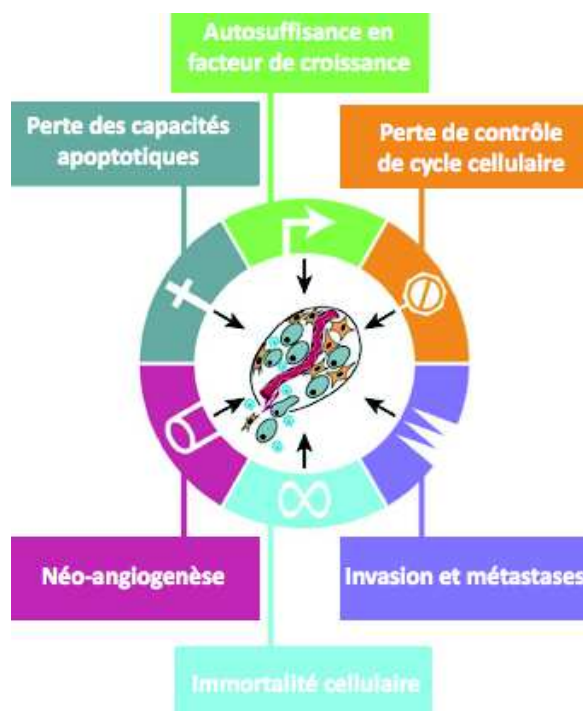 Autosuffisance en
facteur de croissance
Perte des capacités
apoptotiques
Perte de contrôle
de cycle cellulaire
Néo-angiogenèse
Invasion et métastases
Immortalité cellulaire